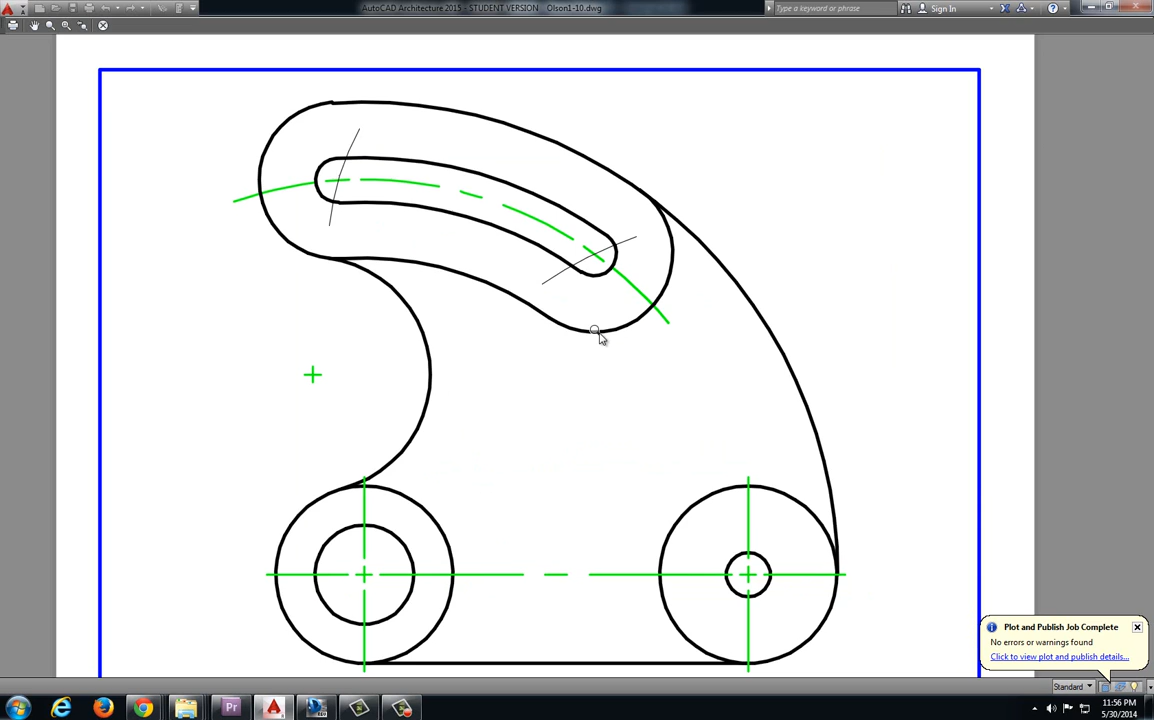 AutoCAD Architecture 2015 - STUDENT VERSION Olson1-10.dwg
Type a keyword or phrase
Sign In
Plot and Publish Job Complete
No errors or warnings found
Click to view plot and publish details...
Standard
Pr
11:56 PM
5/30/2014